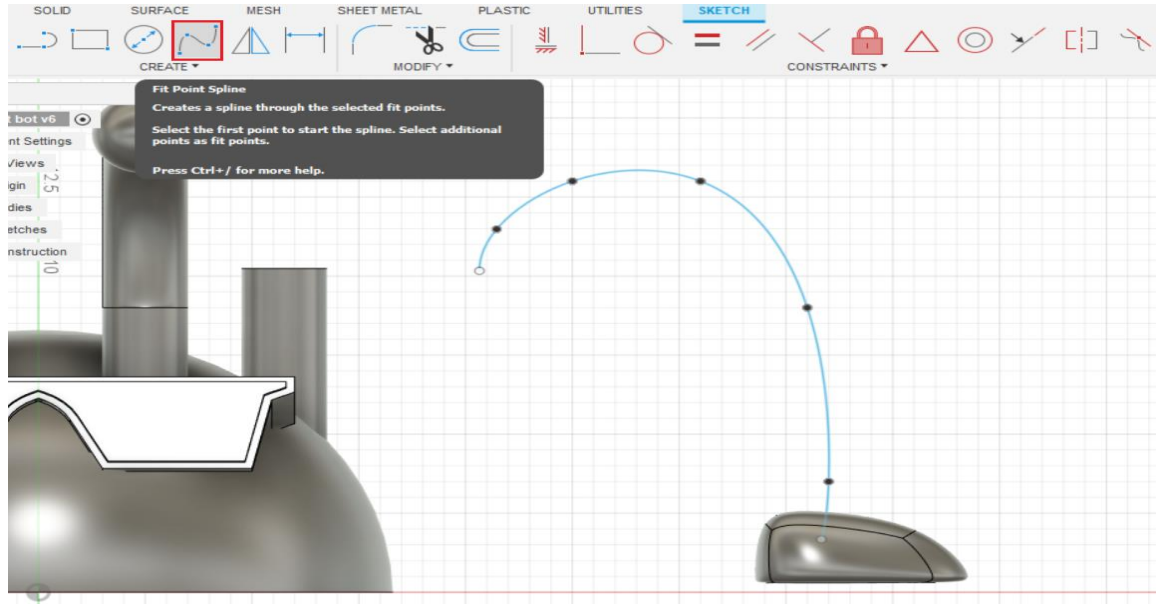 SOLID SURFACE MESH SHEET METAL PLASTIC UTILITIES SKETCH
CREATE MODIFY CONSTRAINTS
Fit Point Spline
Creates a spline through the selected fit points.
Select the first point to start the spline. Select additional
points as fit points.
Press Ctrl+/ for more help.
t bot v6
nt Settings
Views
gin
dies
etches
nstruction
12.5
10